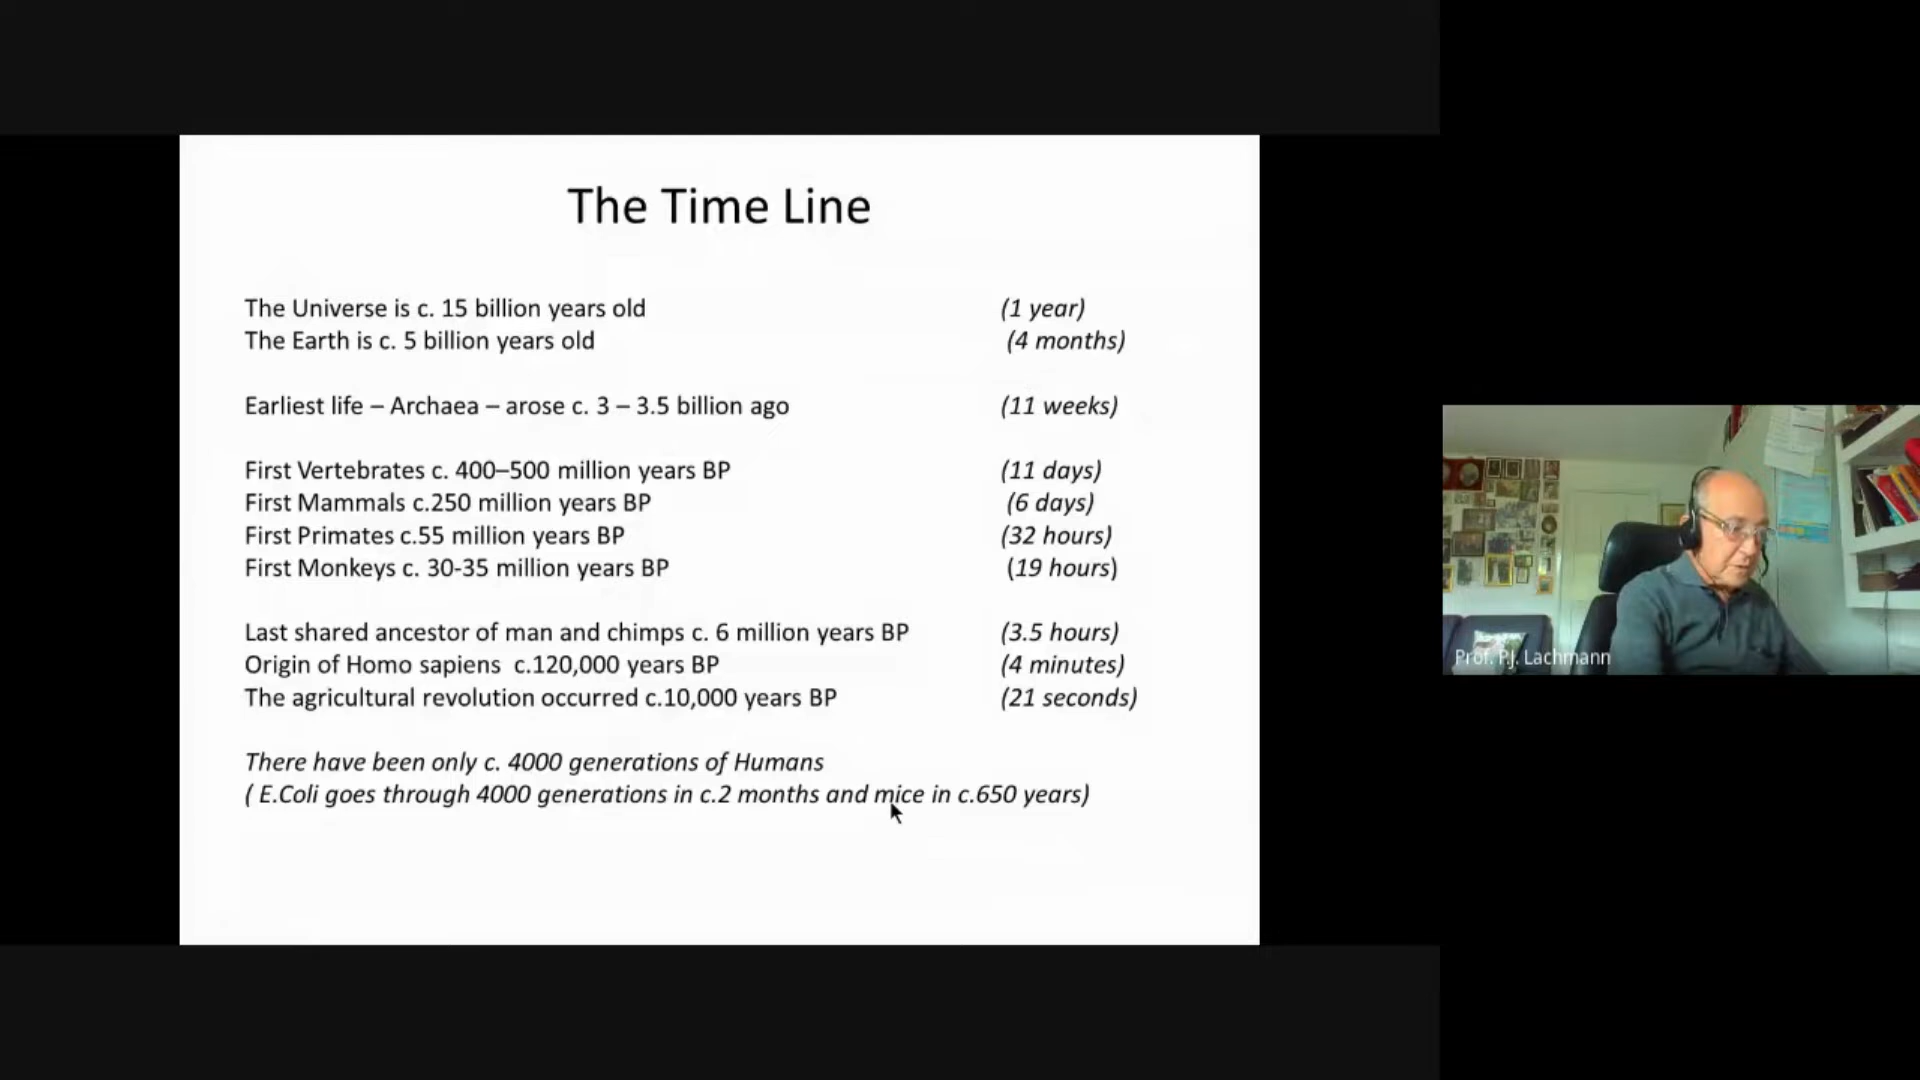 The Time Line
The Universe is c. 15 billion years old (1 year)
The Earth is c. 5 billion years old (4 months)
Earliest life – Archaea – arose c. 3 – 3.5 billion ago (11 weeks)
First Vertebrates c. 400–500 million years BP (11 days)
First Mammals c.250 million years BP (6 days)
First Primates c.55 million years BP (32 hours)
First Monkeys c. 30-35 million years BP (19 hours)
Last shared ancestor of man and chimps c. 6 million years BP (3.5 hours)
Origin of Homo sapiens c.120,000 years BP (4 minutes)
The agricultural revolution occurred c.10,000 years BP (21 seconds)
There have been only c. 4000 generations of Humans
( E.Coli goes through 4000 generations in c.2 months and mice in c.650 years)
Prof. P.J. Lachmann